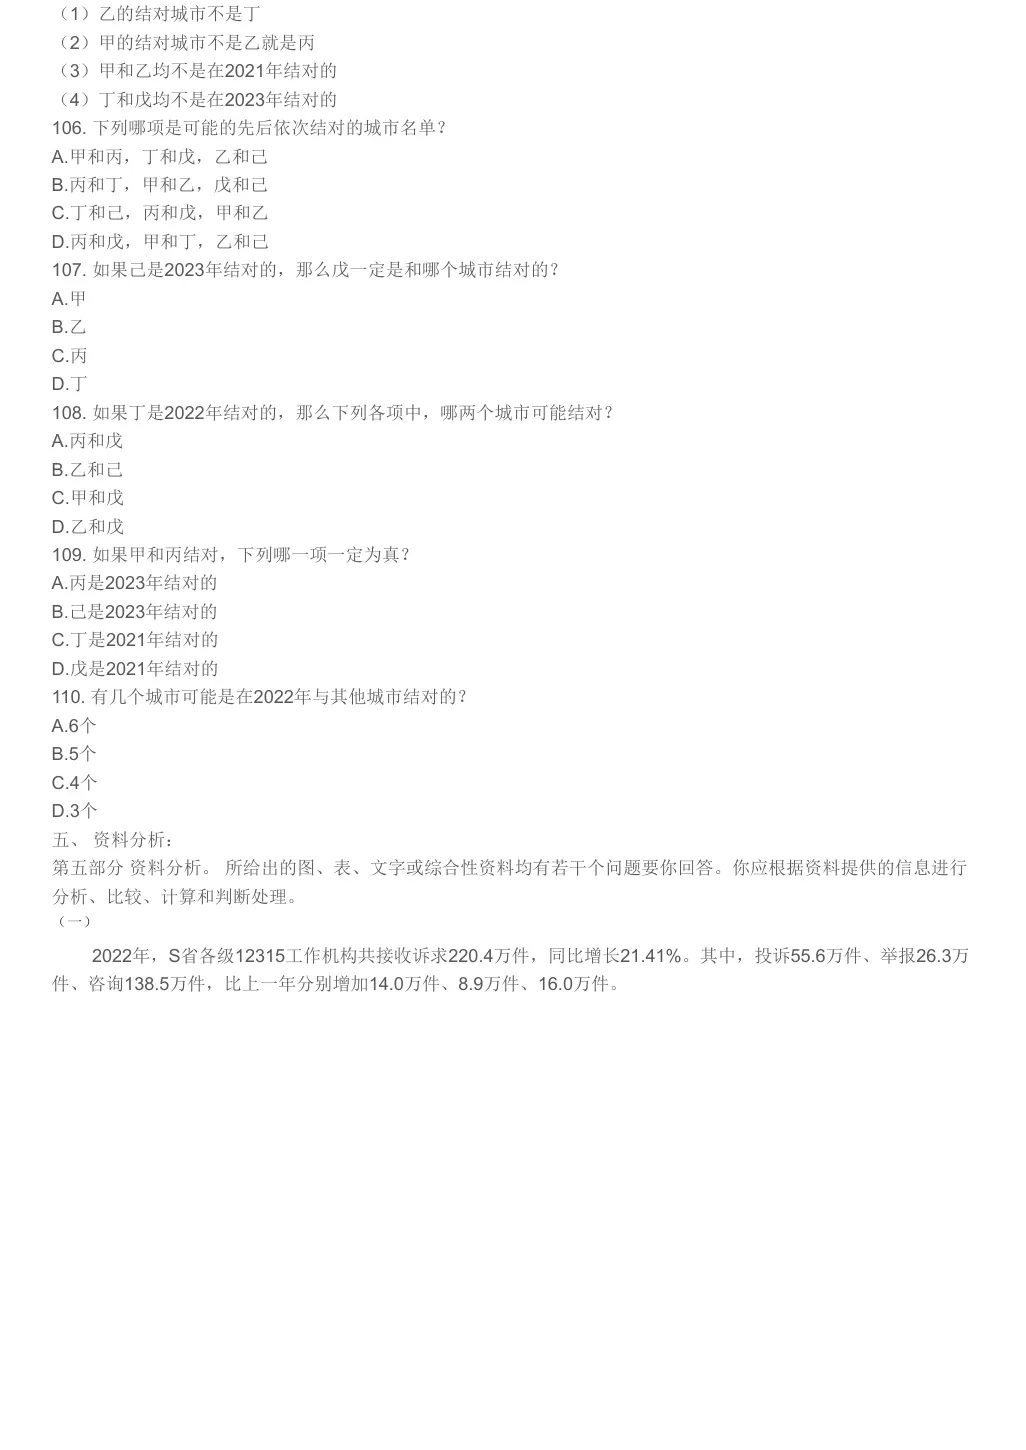 （1）乙的结对城市不是丁
（2）甲的结对城市不是乙就是丙
（3）甲和乙均不是在2021年结对的
（4）丁和戊均不是在2023年结对的
106. 下列哪项是可能的先后依次结对的城市名单？
A.甲和丙，丁和戊，乙和己
B.丙和丁，甲和乙，戊和己
C.丁和己，丙和戊，甲和乙
D.丙和戊，甲和丁，乙和己
107. 如果己是2023年结对的，那么戊一定是和哪个城市结对的？
A.甲
B.乙
C.丙
D.丁
108. 如果丁是2022年结对的，那么下列各项中，哪两个城市可能结对？
A.丙和戊
B.乙和己
C.甲和戊
D.乙和戊
109. 如果甲和丙结对，下列哪一项一定为真？
A.丙是2023年结对的
B.己是2023年结对的
C.丁是2021年结对的
D.戊是2021年结对的
110. 有几个城市可能是在2022年与其他城市结对的？
A.6个
B.5个
C.4个
D.3个
五、 资料分析：
第五部分 资料分析。 所给出的图、表、文字或综合性资料均有若干个问题要你回答。你应根据资料提供的信息进行
分析、比较、计算和判断处理。
（一）
2022年，S省各级12315工作机构共接收诉求220.4万件，同比增长21.41%。其中，投诉55.6万件、举报26.3万
件、咨询138.5万件，比上一年分别增加14.0万件、8.9万件、16.0万件。